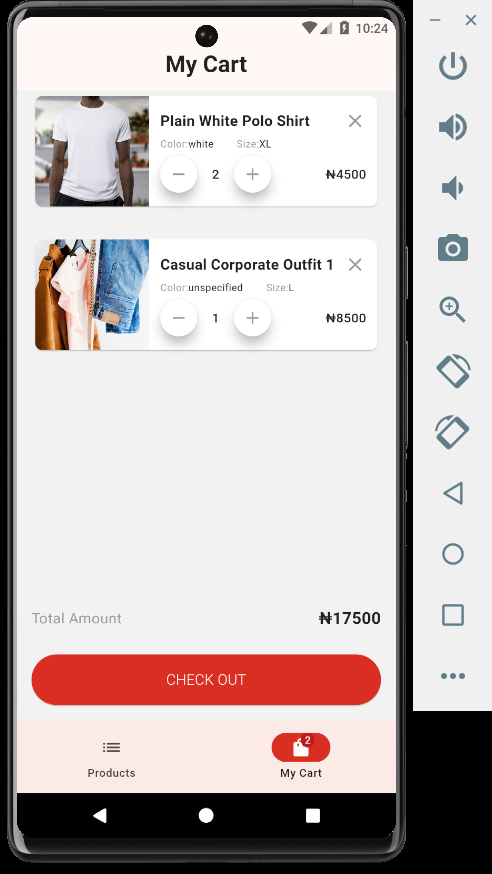 10:24
My Cart
Plain White Polo Shirt
Color:white Size:XL
2 ₦4500
Casual Corporate Outfit 1
Color:unspecified Size:L
1 ₦8500
Total Amount ₦17500
CHECK OUT
2
Products My Cart